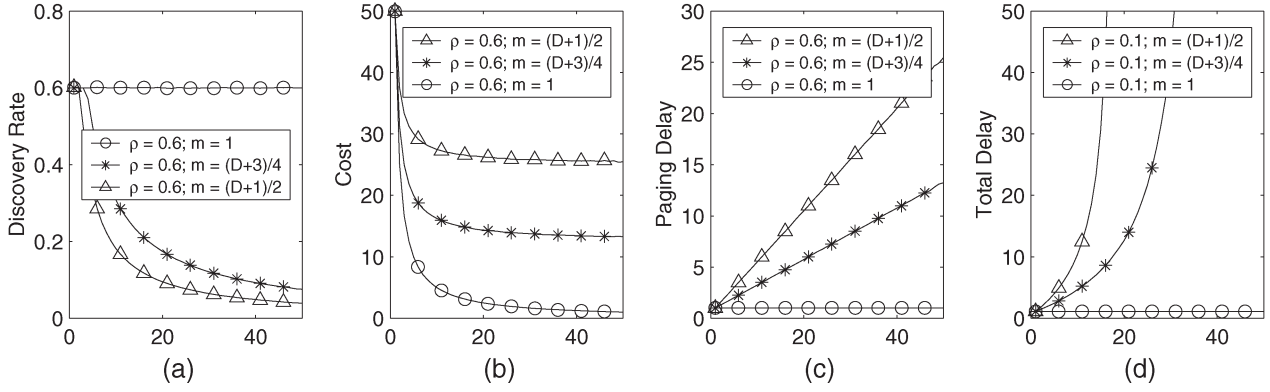 0.8
0.6
0.4
0.2
0
Discovery Rate
ρ = 0.6; m = 1
ρ = 0.6; m = (D+3)/4
ρ = 0.6; m = (D+1)/2
0 20 40
(a)
50
40
30
20
10
0
Cost
ρ = 0.6; m = (D+1)/2
ρ = 0.6; m = (D+3)/4
ρ = 0.6; m = 1
0 20 40
(b)
30
25
20
15
10
5
0
Paging Delay
ρ = 0.6; m = (D+1)/2
ρ = 0.6; m = (D+3)/4
ρ = 0.6; m = 1
0 20 40
(c)
50
40
30
20
10
0
Total Delay
ρ = 0.1; m = (D+1)/2
ρ = 0.1; m = (D+3)/4
ρ = 0.1; m = 1
0 20 40
(d)